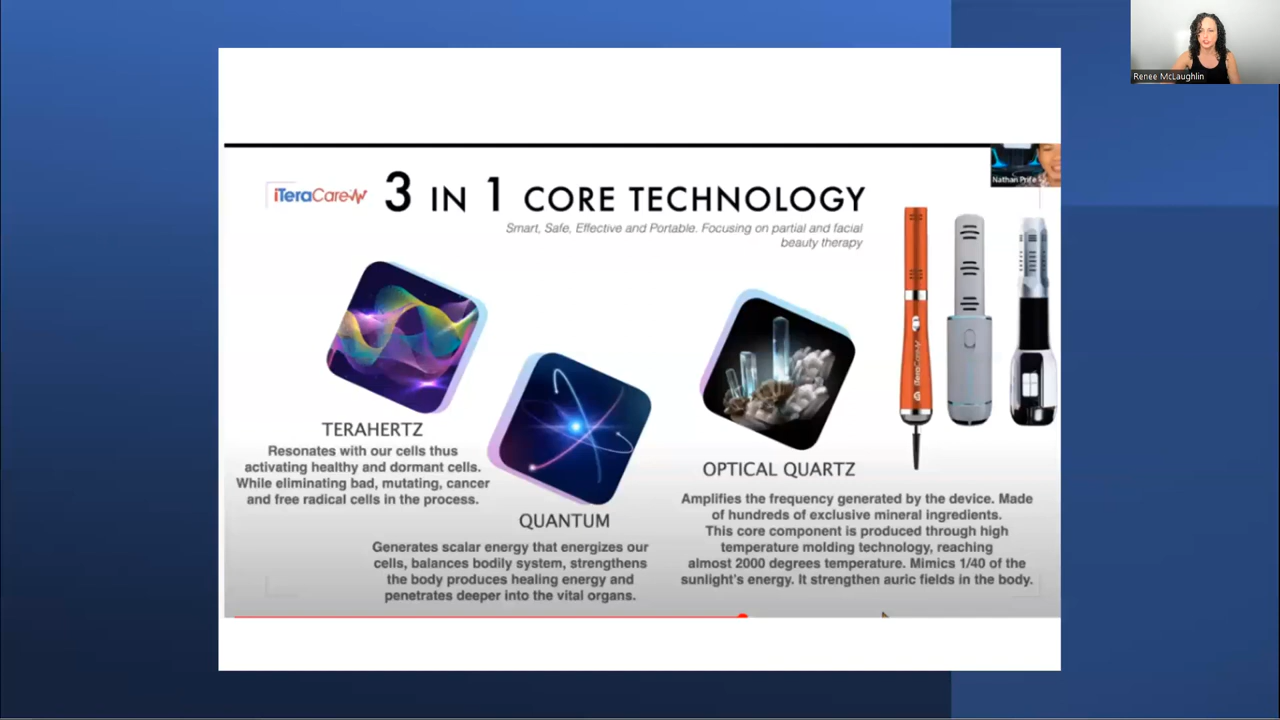 Renee McLaughlin
Nathan Prife
iTeraCare
3 IN 1 CORE TECHNOLOGY
Smart, Safe, Effective and Portable. Focusing on partial and facial
beauty therapy
TERAHERTZ
Resonates with our cells thus
activating healthy and dormant cells.
While eliminating bad, mutating, cancer
and free radical cells in the process.
QUANTUM
Generates scalar energy that energizes our
cells, balances bodily system, strengthens
the body produces healing energy and
penetrates deeper into the vital organs.
OPTICAL QUARTZ
Amplifies the frequency generated by the device. Made
of hundreds of exclusive mineral ingredients.
This core component is produced through high
temperature molding technology, reaching
almost 2000 degrees temperature. Mimics 1/40 of the
sunlight's energy. It strengthen auric fields in the body.
iTeraCare